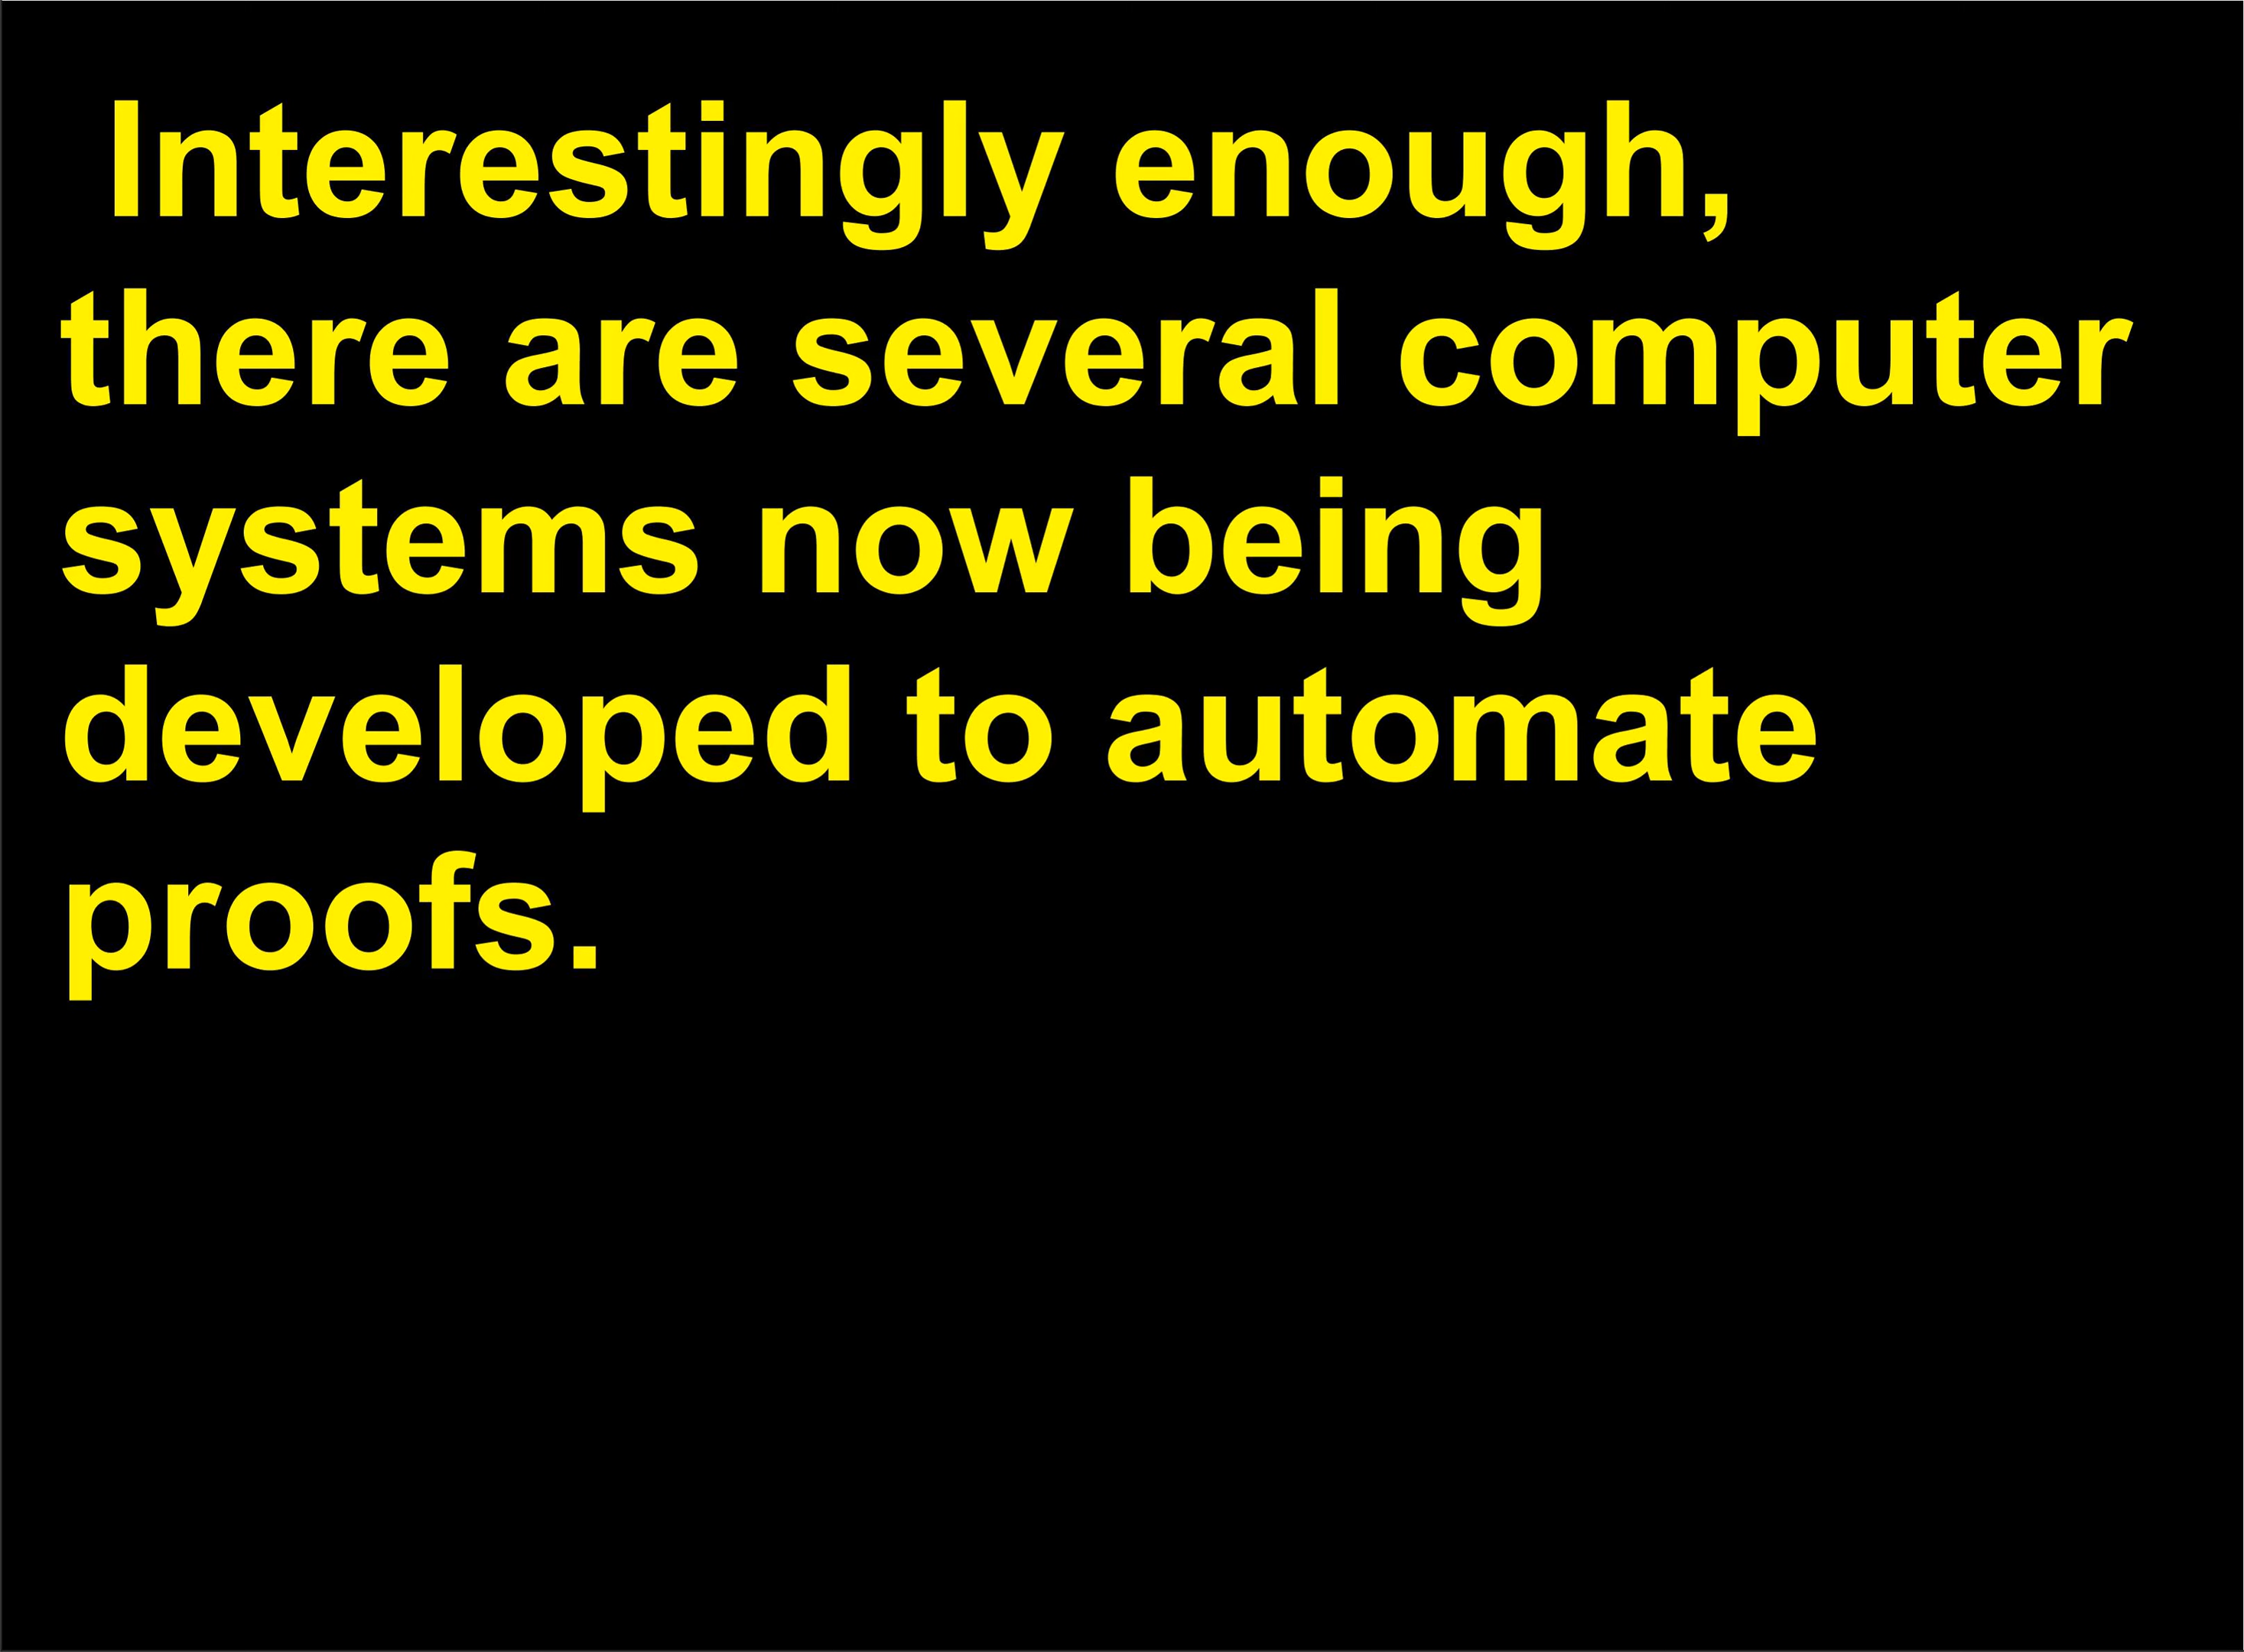 Interestingly enough,
there are several computer
systems now being
developed to automate
proofs.